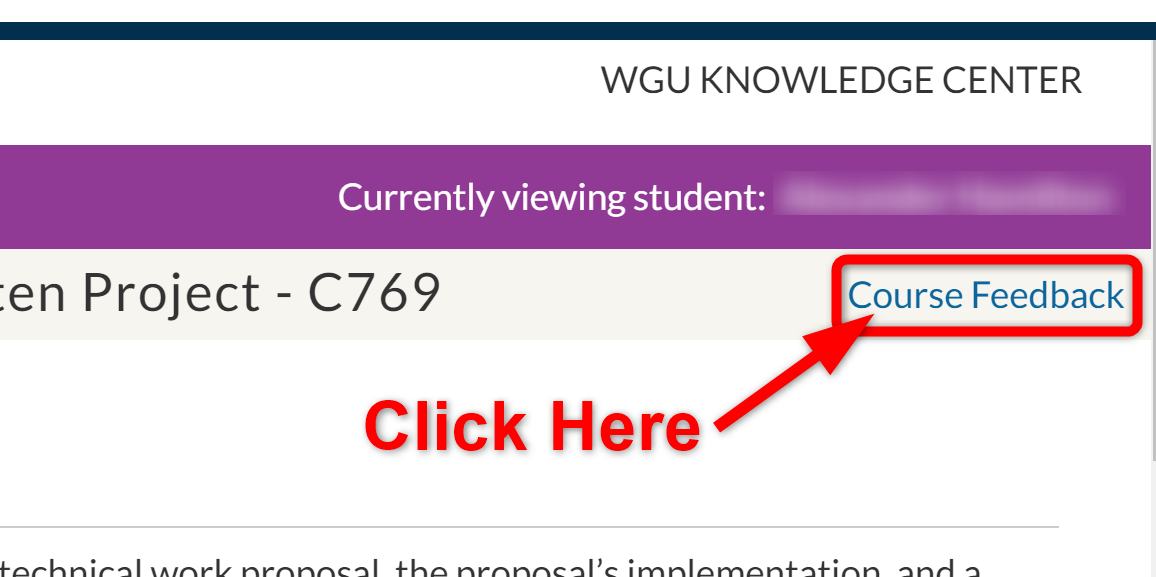 WGU KNOWLEDGE CENTER
Currently viewing student:
ten Project - C769
Course Feedback
Click Here
technical work proposal, the proposal's implementation, and a